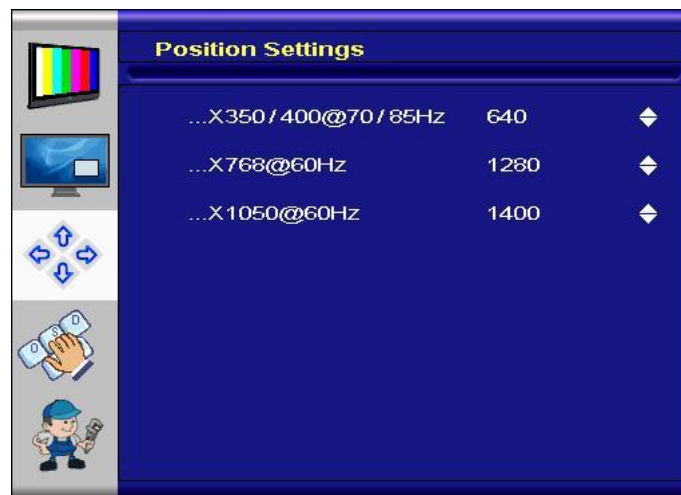 Position Settings
...X350/400@70/85Hz 640
...X768@60Hz 1280
...X1050@60Hz 1400
O S D